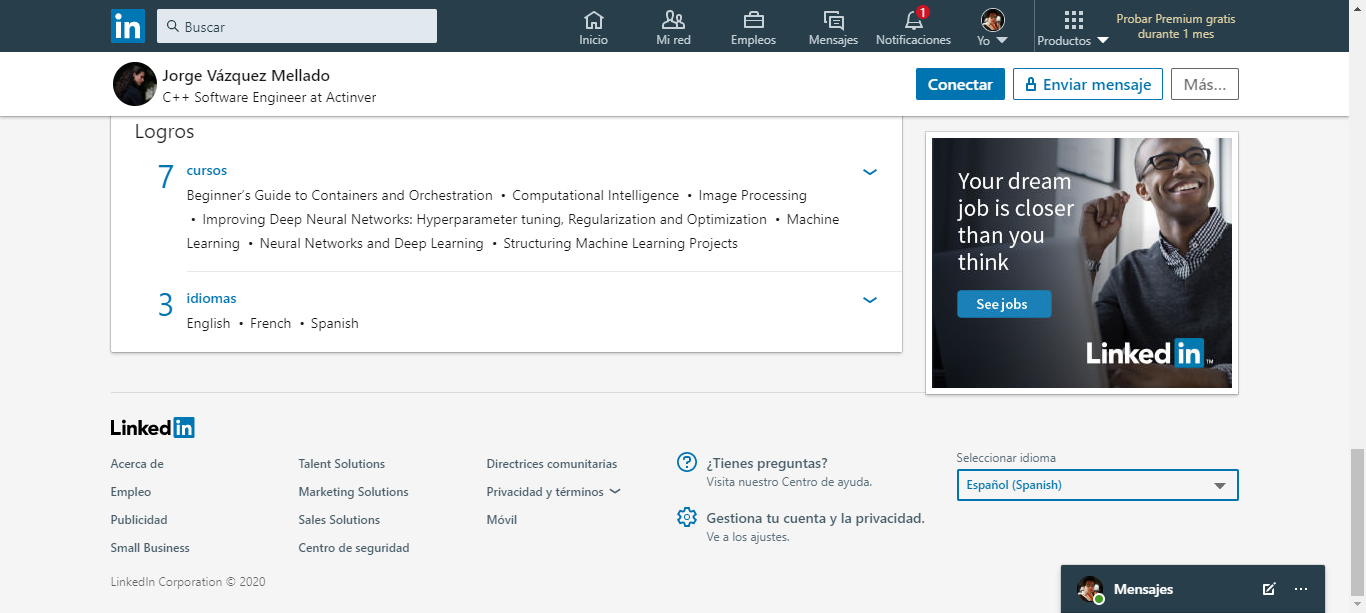 in
Buscar
Inicio
Mi red
Empleos
Mensajes
1
Notificaciones
Yo
Productos
Probar Premium gratis
durante 1 mes
Jorge Vázquez Mellado
C++ Software Engineer at Actinver
Conectar
Enviar mensaje
Más...
Logros
7
cursos
Beginner’s Guide to Containers and Orchestration • Computational Intelligence • Image Processing
• Improving Deep Neural Networks: Hyperparameter tuning, Regularization and Optimization • Machine
Learning • Neural Networks and Deep Learning • Structuring Machine Learning Projects
3
idiomas
English • French • Spanish
Your dream
job is closer
than you
think
See jobs
Linked in ™
Linked in
Acerca de
Empleo
Publicidad
Small Business
Talent Solutions
Marketing Solutions
Sales Solutions
Centro de seguridad
Directrices comunitarias
Privacidad y términos
Móvil
¿Tienes preguntas?
Visita nuestro Centro de ayuda.
Gestiona tu cuenta y la privacidad.
Ve a los ajustes.
Seleccionar idioma
Español (Spanish)
LinkedIn Corporation © 2020
Mensajes